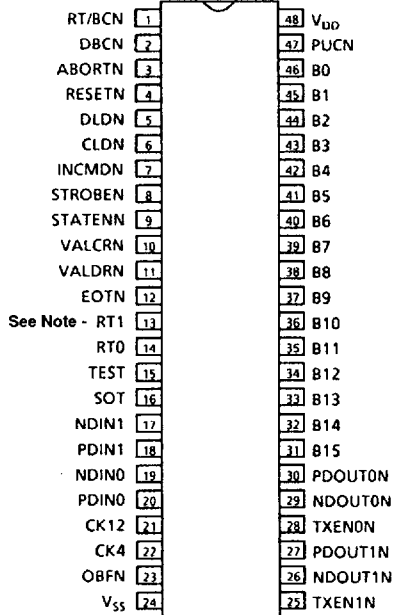 RT/BCN 1 48 VDD
DBCN 2 47 PUCN
ABORTN 3 46 B0
RESETN 4 45 B1
DLDN 5 44 B2
CLDN 6 43 B3
INCMDN 7 42 B4
STROBEN 8 41 B5
STATENN 9 40 B6
VALCRN 10 39 B7
VALDRN 11 38 B8
EOTN 12 37 B9
See Note - RT1 13 36 B10
RT0 14 35 B11
TEST 15 34 B12
SOT 16 33 B13
NDIN1 17 32 B14
PDIN1 18 31 B15
NDIN0 19 30 PDOUT0N
PDIN0 20 29 NDOUT0N
CK12 21 28 TXEN0N
CK4 22 27 PDOUT1N
OBFN 23 26 NDOUT1N
VSS 24 25 TXEN1N